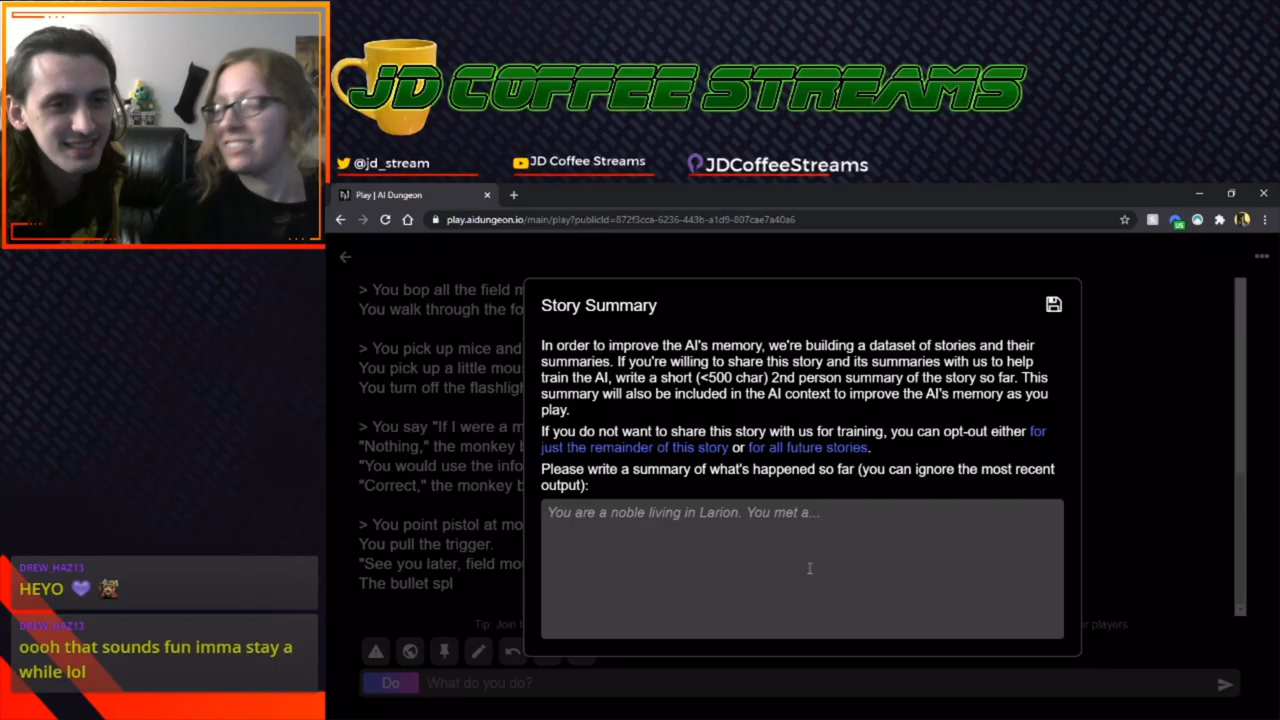 JD COFFEE STREAMS
@jd_stream
JD Coffee Streams
JDCoffeeStreams
Play | AI Dungeon
play.aidungeon.io/main/play?publicId=872f3cca-6236-443b-a1d9-807cae7a40a6
> You bop all the field
You walk through the
> You pick up mice and
You pick up a little
You turn off the
> You say "If I were a
"Nothing," the monkey
"You would use the
"Correct," the monkey
> You point pistol at
You pull the trigger.
"See you later, field
The bullet spl
Story Summary
In order to improve the AI's memory, we're building a dataset of stories and their
summaries. If you're willing to share this story and its summaries with us to help
train the AI, write a short (<500 char) 2nd person summary of the story so far. This
summary will also be included in the AI context to improve the AI's memory as you
play.
If you do not want to share this story with us for training, you can opt-out either for
just the remainder of this story or for all future stories.
Please write a summary of what's happened so far (you can ignore the most recent
output):
You are a noble living in Larion. You met a...
Tip: Join
players
Do
What do you do?
DREW_HAZ13
HEYO
DREW_HAZ13
oooh that sounds fun imma stay a
while lol